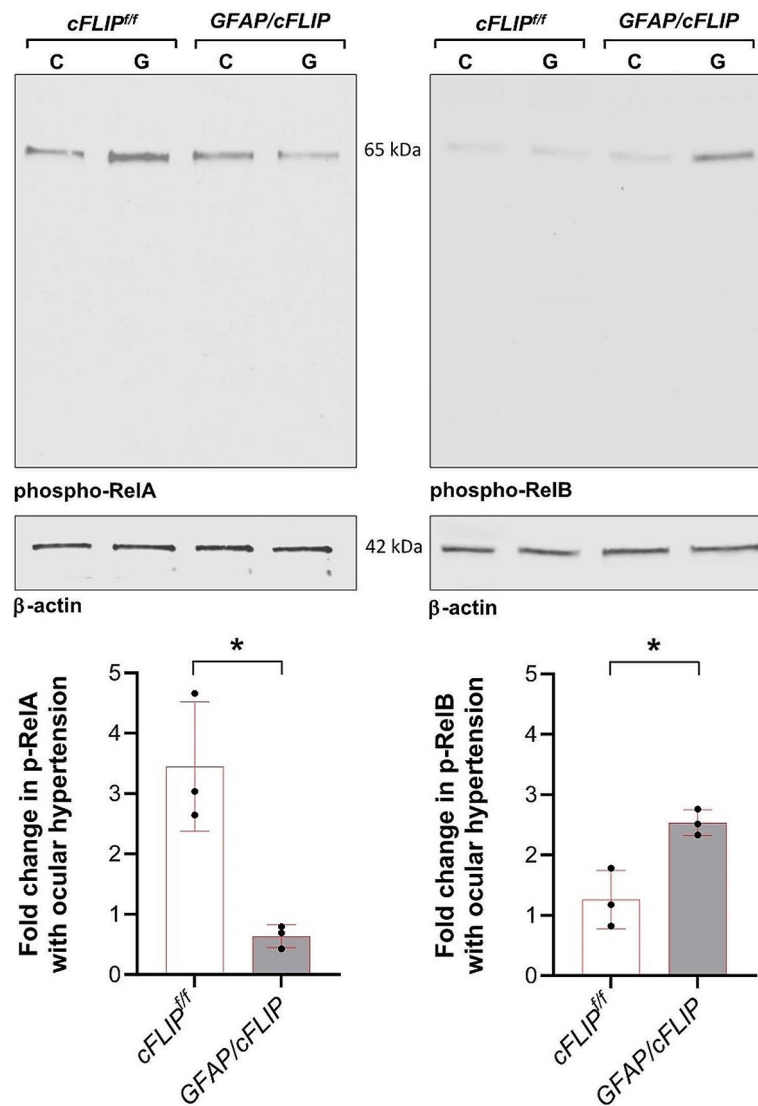 cFLIPf/f GFAP/cFLIP
C G C G
65 kDa
phospho-RelA
42 kDa
β-actin
cFLIPf/f GFAP/cFLIP
C G C G
phospho-RelB
β-actin
Fold change in p-RelA
with ocular hypertension
5
4
3
2
1
0
*
cFLIPf/f
GFAP/cFLIP
Fold change in p-RelB
with ocular hypertension
5
4
3
2
1
0
*
cFLIPf/f
GFAP/cFLIP